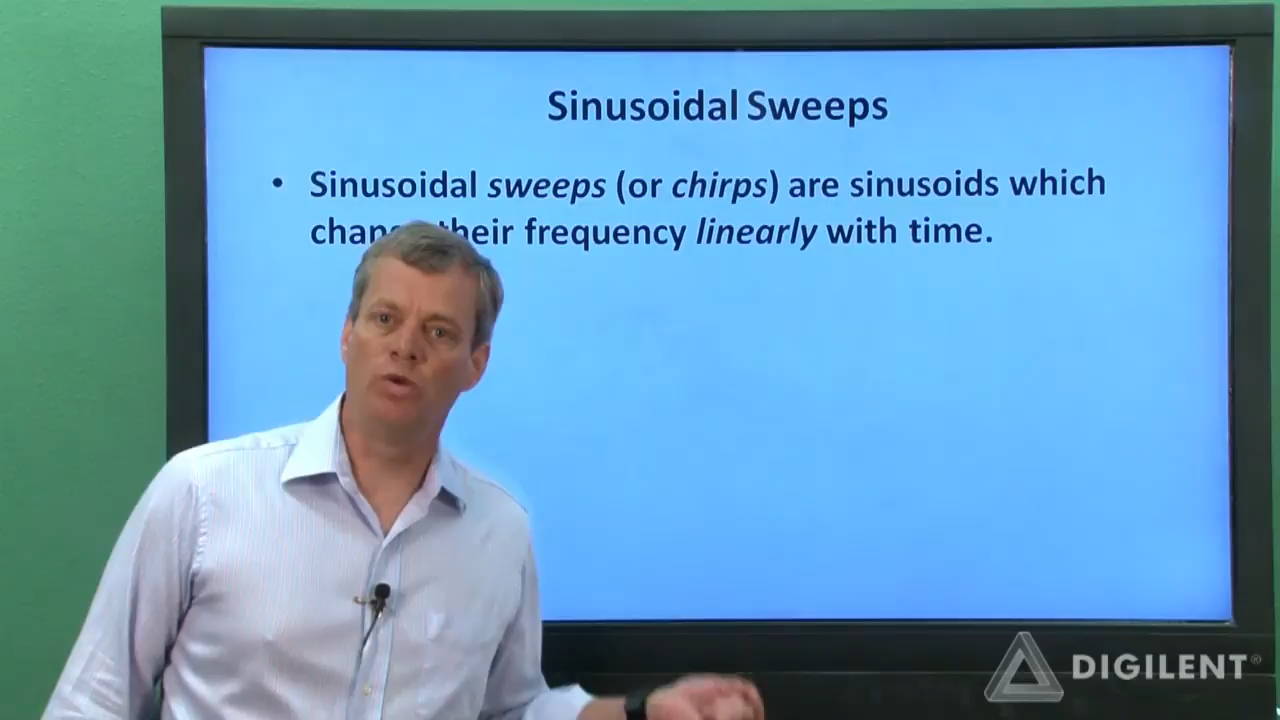 Sinusoidal Sweeps
• Sinusoidal sweeps (or chirps) are sinusoids which
their frequency linearly with time.
DIGILENT®